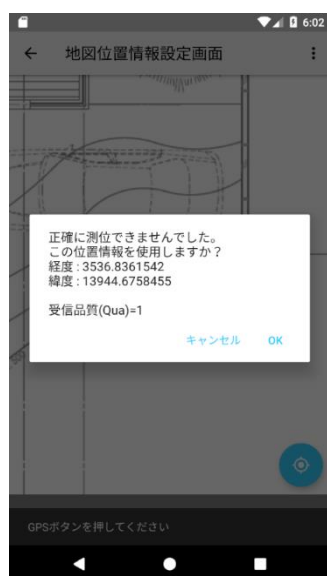 6:02
地図位置情報設定画面
正確に測位できませんでした。
この位置情報を使用しますか？
経度 : 3536.8361542
緯度 : 13944.6758455
受信品質(Qua)=1
キャンセル OK
GPSボタンを押してください